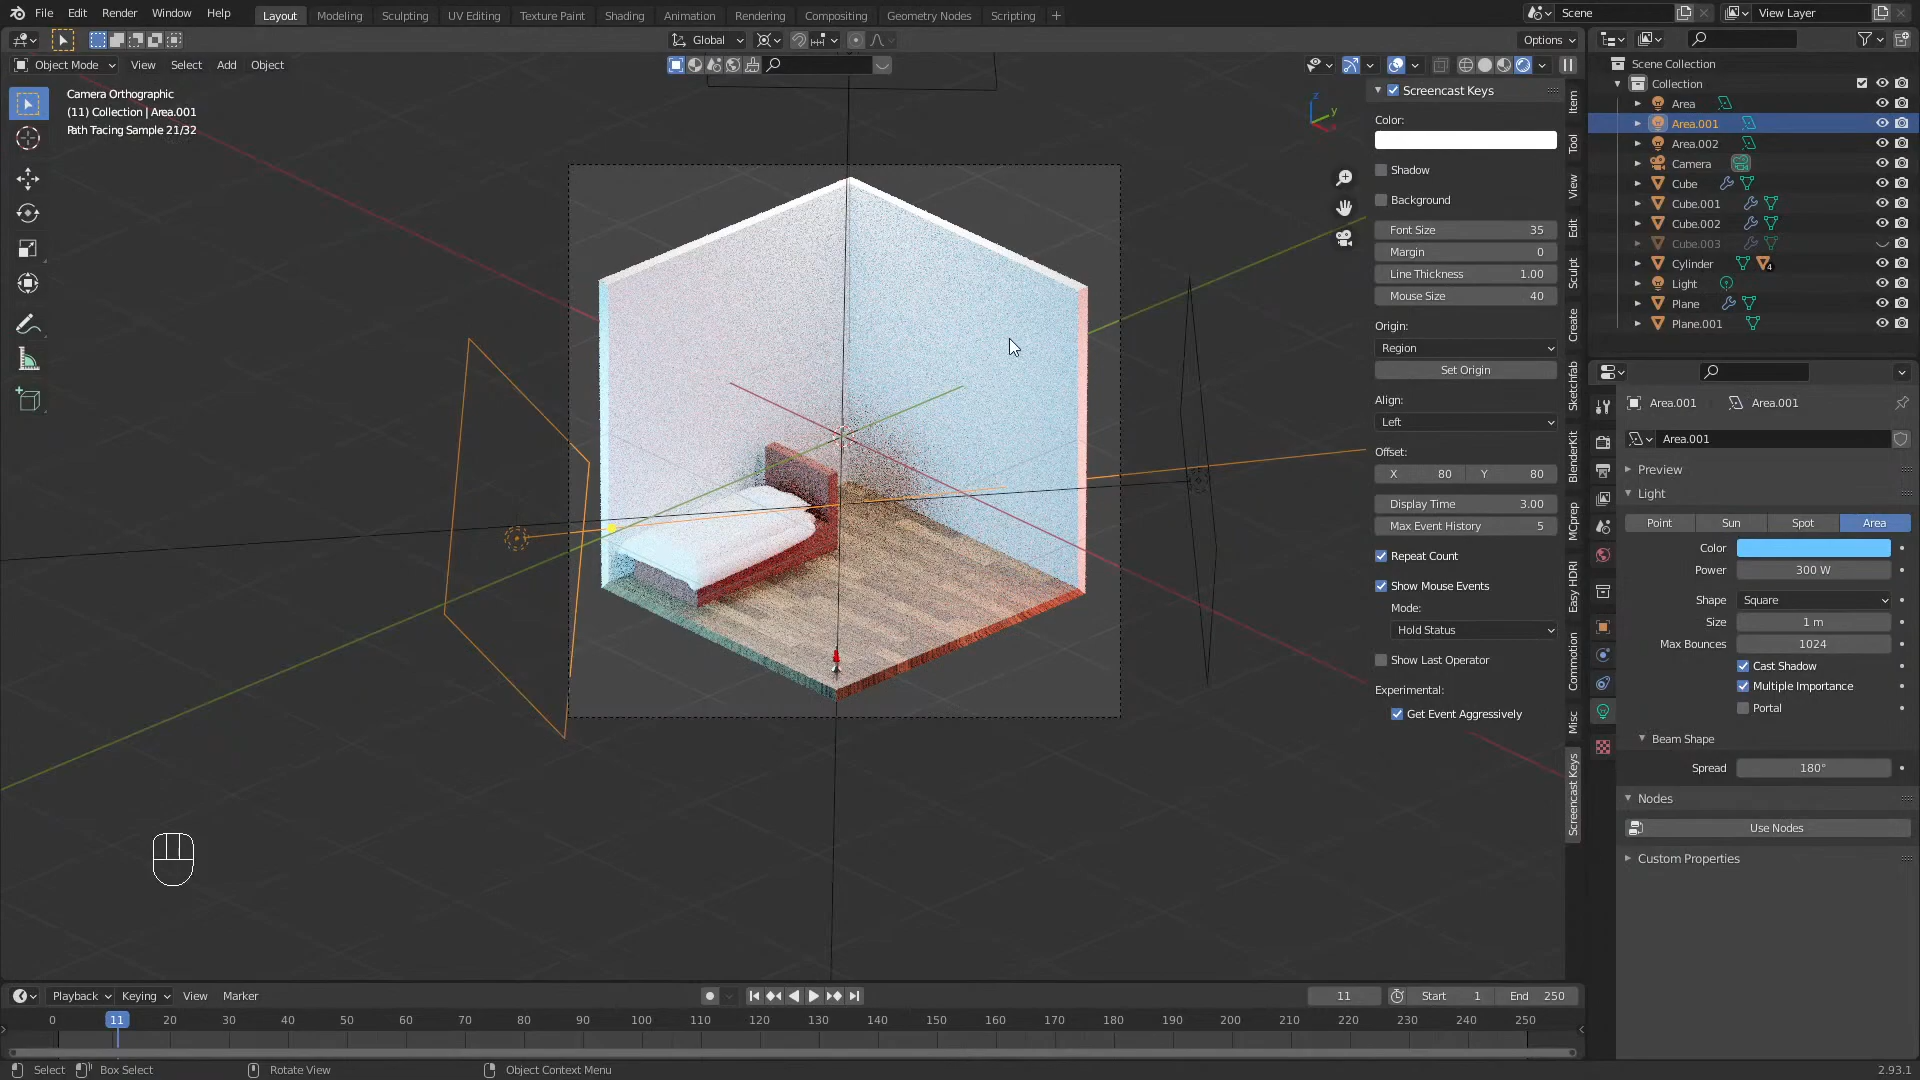 File Edit Render Window Help Layout Modeling Sculpting UV Editing Texture Paint Shading Animation Rendering Compositing Geometry Nodes Scripting + Scene View Layer
Global Options
Object Mode View Select Add Object
Camera Orthographic
(11) Collection | Area.001
Path Tracing Sample 21/32
Z
y
Screencast Keys
Color:
Shadow
Background
Font Size 35
Margin 0
Line Thickness 1.00
Mouse Size 40
Origin:
Region
Set Origin
Align:
Left
Offset:
X 80 Y 80
Display Time 3.00
Max Event History 5
Repeat Count
Show Mouse Events
Mode:
Hold Status
Show Last Operator
Experimental:
Get Event Aggressively
Item
Tool
View
Edit
Sculpt
Create
Sketchfab
BlenderKit
MCprep
Easy HDRI
Commotion
Misc
Screencast Keys
Scene Collection
Collection
Area
Area.001
Area.002
Camera
Cube
Cube.001
Cube.002
Cube.003
Cylinder 4
Light
Plane
Plane.001
Area.001 Area.001
Area.001
Preview
Light
Point Sun Spot Area
Color
Power 300 W
Shape Square
Size 1 m
Max Bounces 1024
Cast Shadow
Multiple Importance
Portal
Beam Shape
Spread 180°
Nodes
Use Nodes
Custom Properties
Playback Keying View Marker 11 Start 1 End 250
0 11 20 30 40 50 60 70 80 90 100 110 120 130 140 150 160 170 180 190 200 210 220 230 240 250
Select Box Select Rotate View Object Context Menu 2.93.1